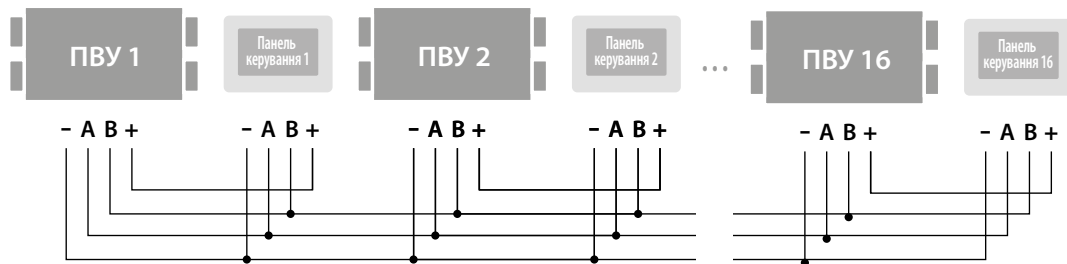 ПВУ 1
Панель
керування 1
ПВУ 2
Панель
керування 2
...
ПВУ 16
Панель
керування 16
- A B +
- A B +
- A B +
- A B +
- A B +
- A B +